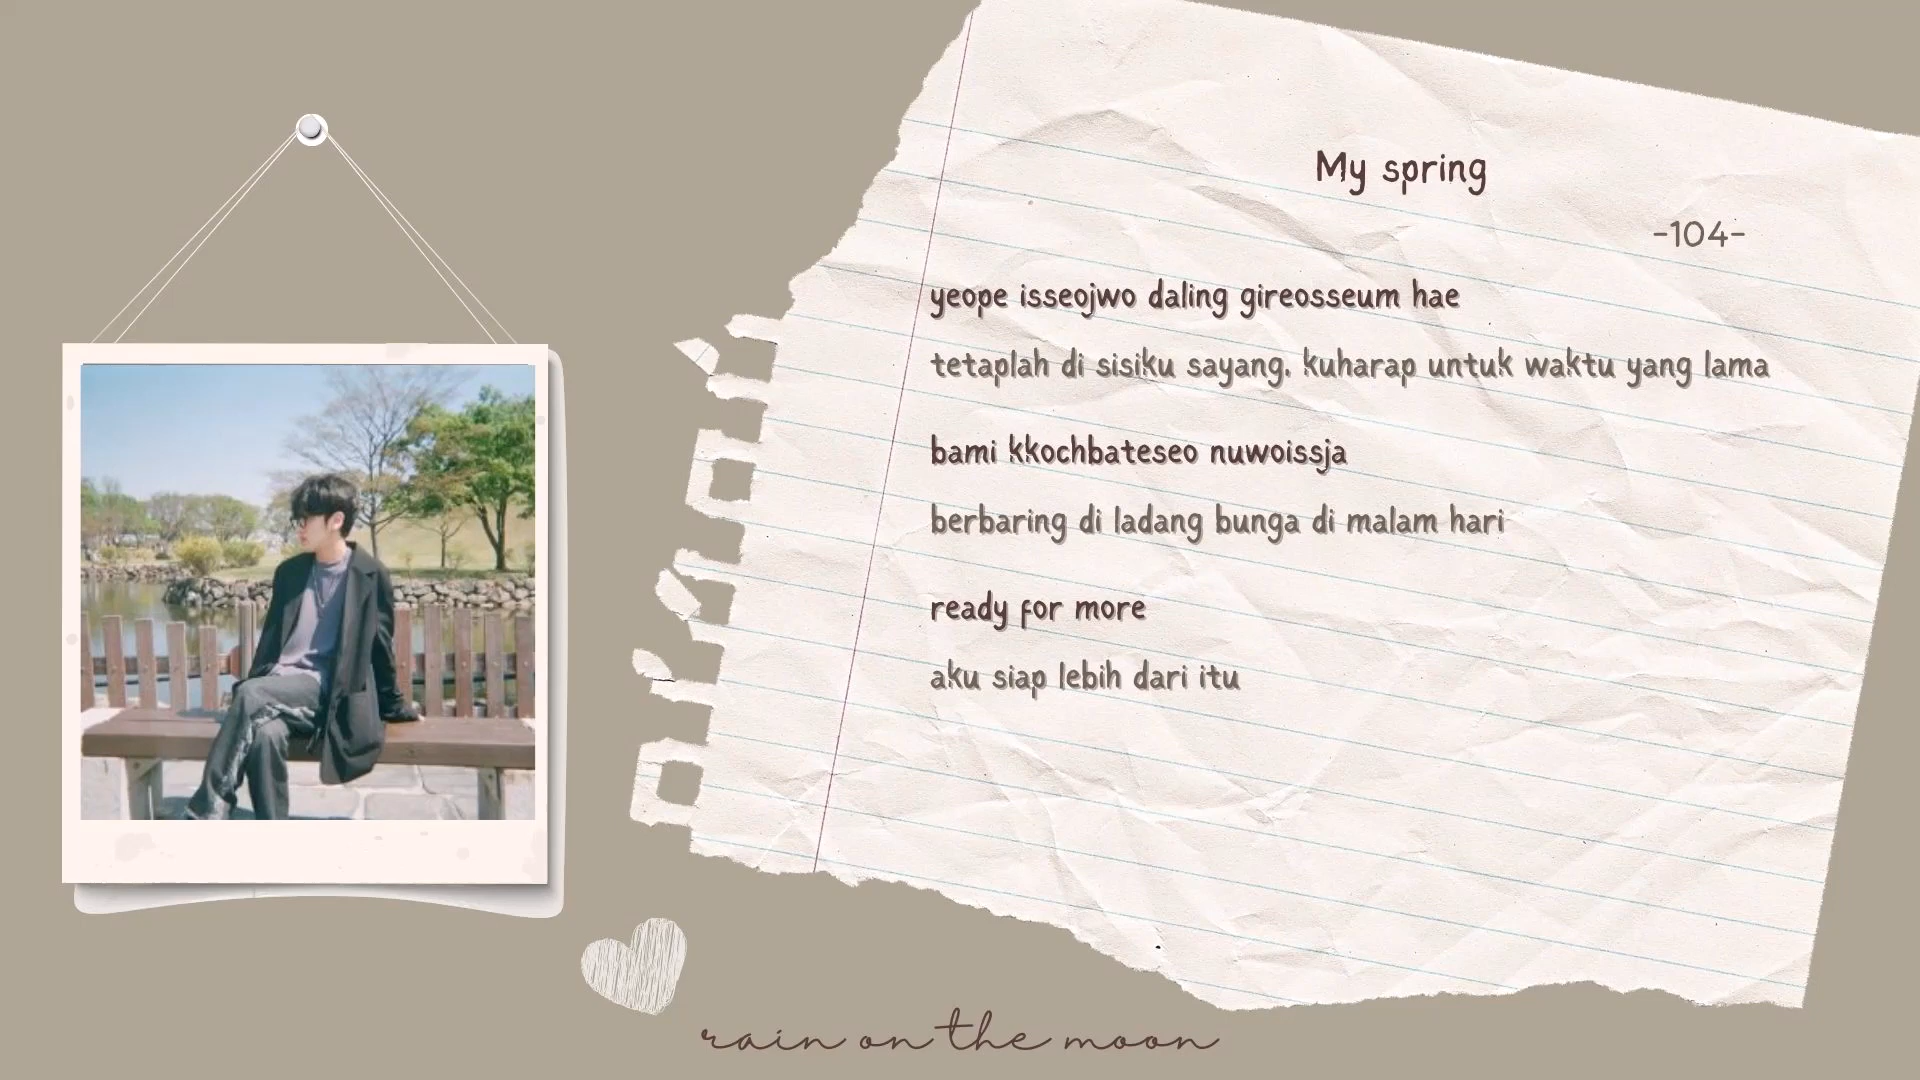 My spring
-104-
yeope isseojwo daling gireosseum hae
tetaplah di sisiku sayang, kuharap untuk waktu yang lama
bami kkochbateseo nuwoissja
berbaring di ladang bunga di malam hari
ready for more
aku siap lebih dari itu
rain on the moon